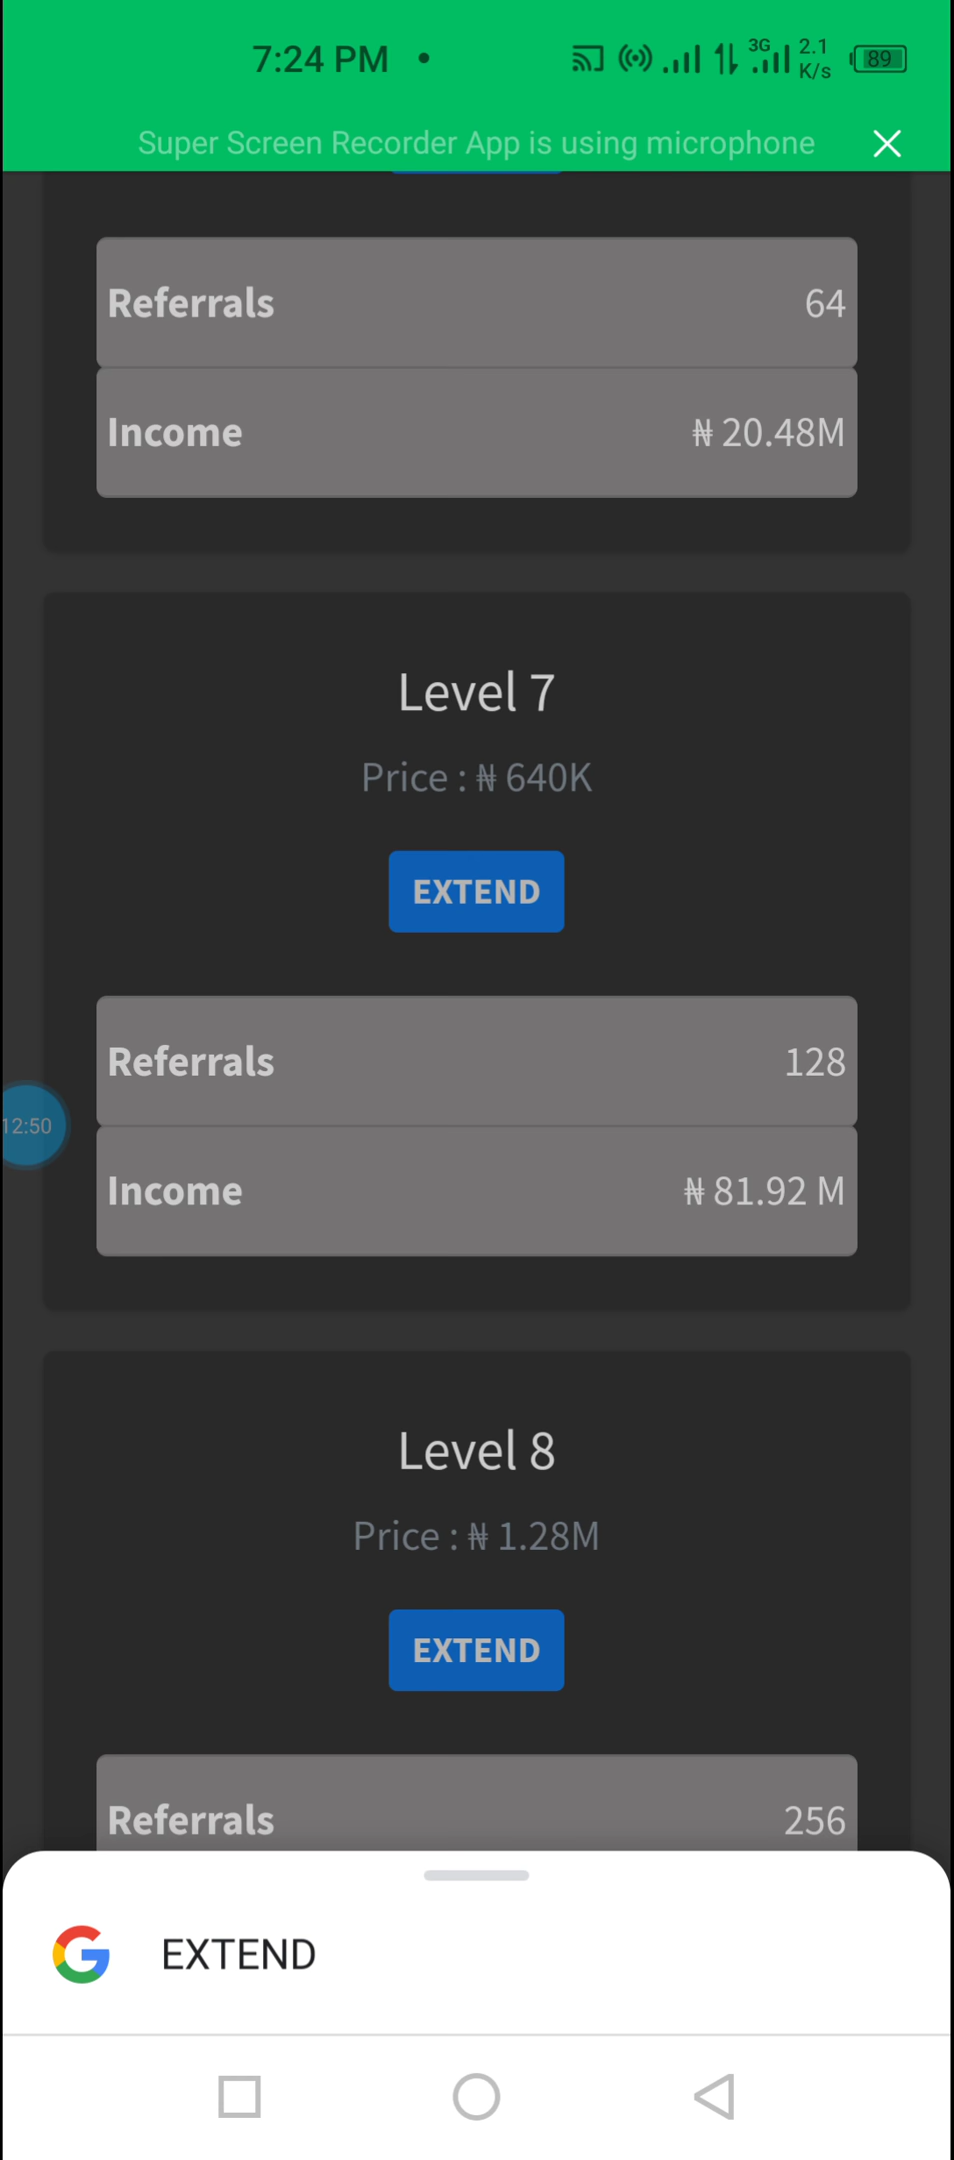 7:24 PM •
3G
2.1
K/s
89
Super Screen Recorder App is using microphone
Referrals 64
Income ₦ 20.48M
Level 7
Price : ₦ 640K
EXTEND
Referrals 128
12:50
Income ₦ 81.92 M
Level 8
Price : ₦ 1.28M
EXTEND
Referrals 256
EXTEND